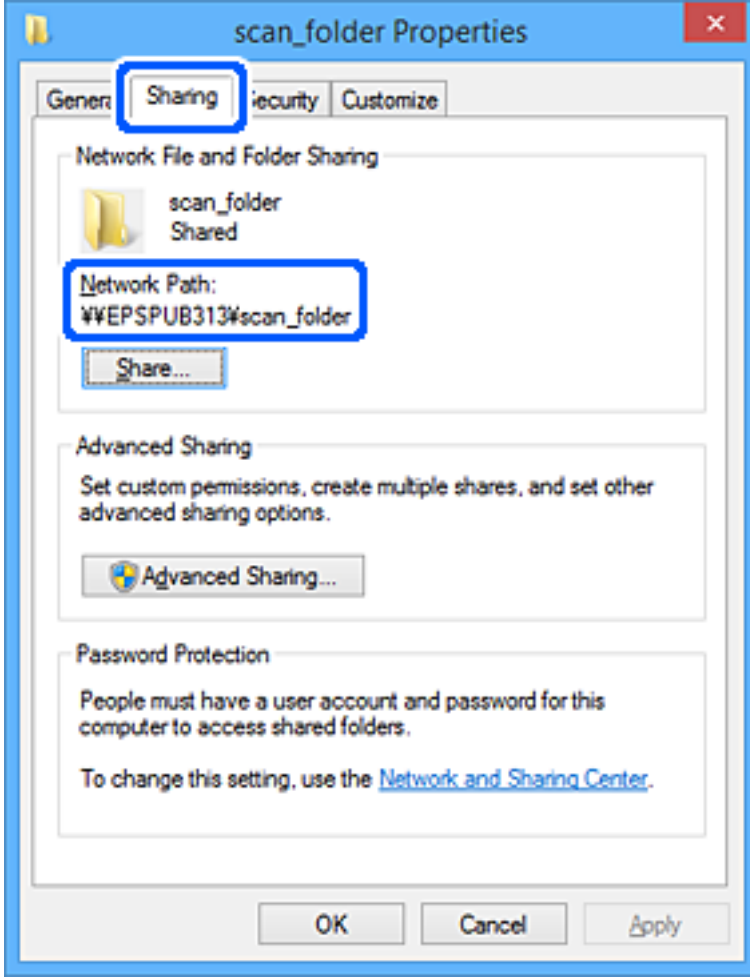 scan_folder Properties
×
General Sharing Security Customize
Network File and Folder Sharing
scan_folder
Shared
Network Path:
¥¥EPSPUB313¥scan_folder
Share...
Advanced Sharing
Set custom permissions, create multiple shares, and set other
advanced sharing options.
Advanced Sharing...
Password Protection
People must have a user account and password for this
computer to access shared folders.
To change this setting, use the Network and Sharing Center.
OK Cancel Apply